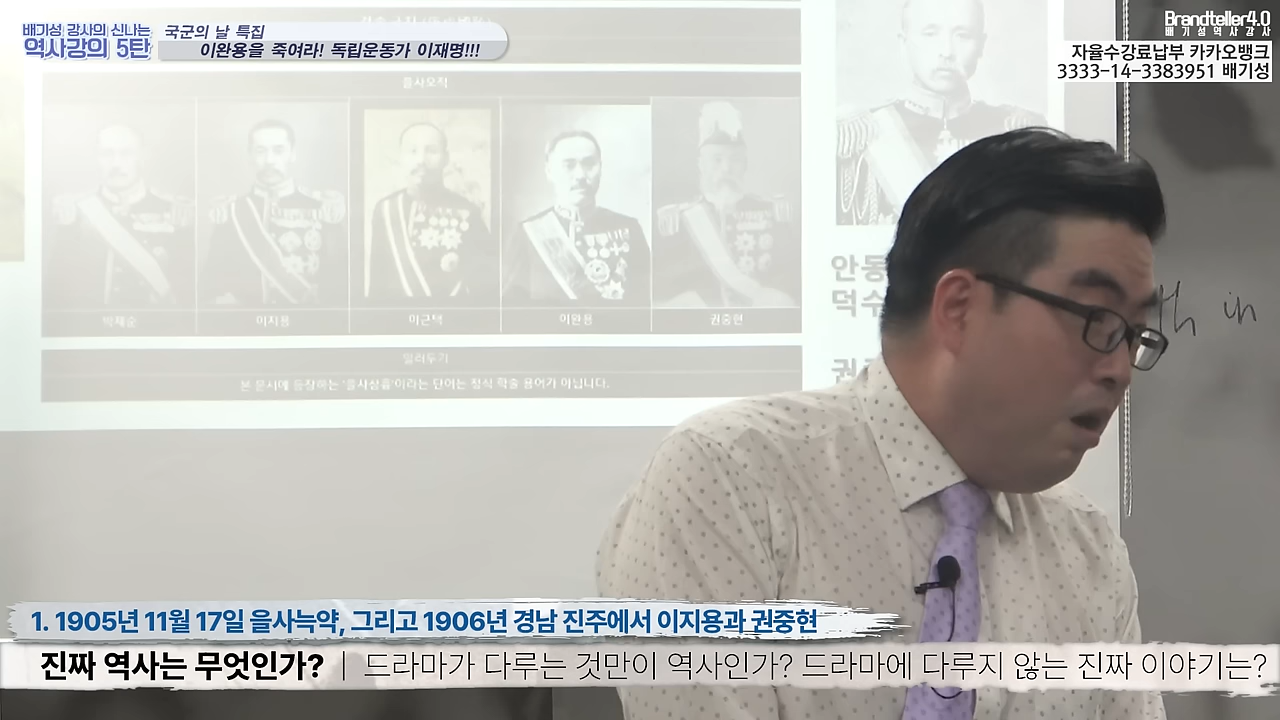 배기성 강사의 신나는
역사강의 5탄
국군의 날 특집
이완용을 죽여라! 독립운동가 이재명!!!
Brandteller4.0
배기성역사강사
자율수강료납부 카카오뱅크
3333-14-3383951 배기성
을사오적
박제순
이지용
이근택
이완용
권중현
안동
덕수
일러두기
본 문서에 등장하는 '을사삼흉'이라는 단어는 정식 학술 용어가 아닙니다.
th in
1. 1905년 11월 17일 을사늑약, 그리고 1906년 경남 진주에서 이지용과 권중현
진짜 역사는 무엇인가? | 드라마가 다루는 것만이 역사인가? 드라마에 다루지 않는 진짜 이야기는?